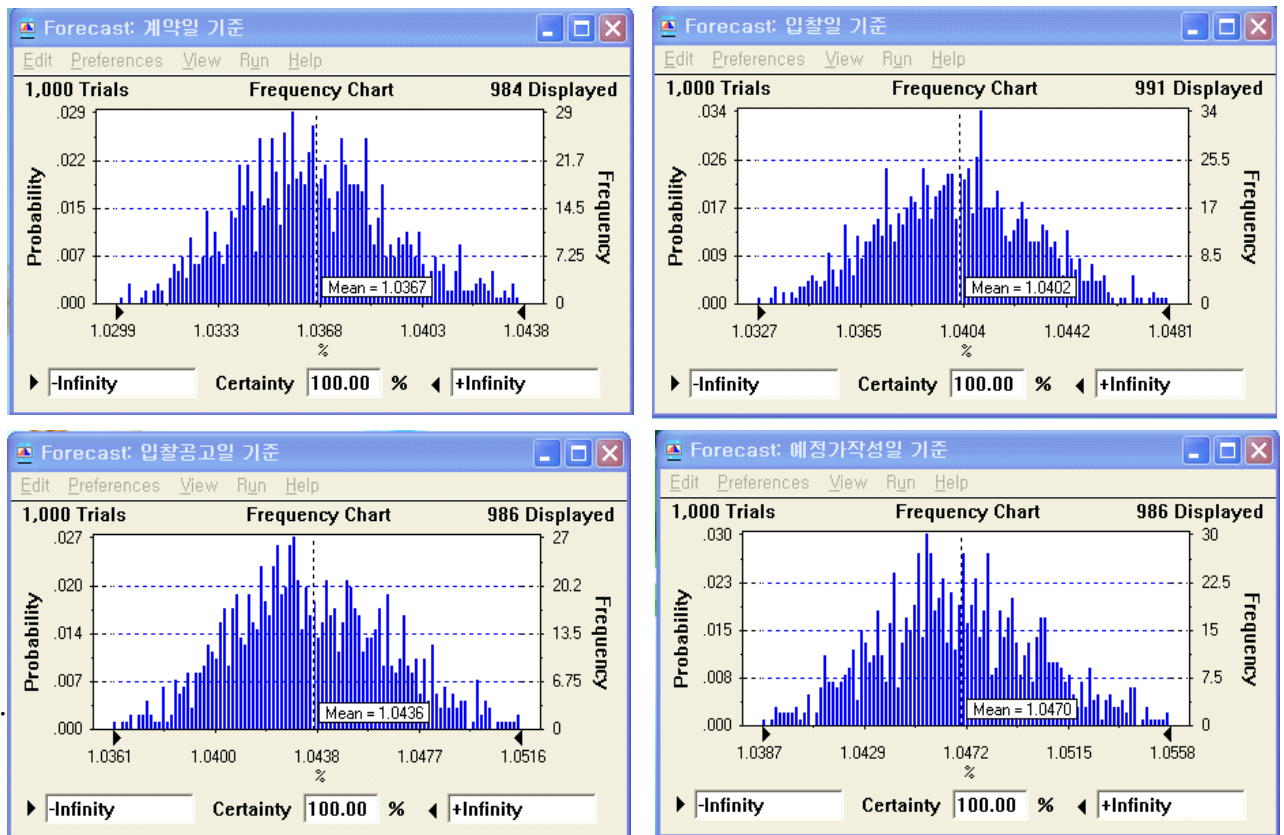 Forecast: 계약일 기준
Edit Preferences View Run Help
1,000 Trials Frequency Chart 984 Displayed
.029 29
.022 21.7
.015 14.5
.007 7.25
.000 0
Probability
Frequency
Mean = 1.0367
1.0299 1.0333 1.0368 1.0403 1.0438
%
-Infinity Certainty 100.00 % +Infinity
Forecast: 입찰일 기준
Edit Preferences View Run Help
1,000 Trials Frequency Chart 991 Displayed
.034 34
.026 25.5
.017 17
.009 8.5
.000 0
Probability
Frequency
Mean = 1.0402
1.0327 1.0365 1.0404 1.0442 1.0481
%
-Infinity Certainty 100.00 % +Infinity
Forecast: 입찰공고일 기준
Edit Preferences View Run Help
1,000 Trials Frequency Chart 986 Displayed
.027 27
.020 20.2
.014 13.5
.007 6.75
.000 0
Probability
Frequency
Mean = 1.0436
1.0361 1.0400 1.0438 1.0477 1.0516
%
-Infinity Certainty 100.00 % +Infinity
Forecast: 예정가작성일 기준
Edit Preferences View Run Help
1,000 Trials Frequency Chart 986 Displayed
.030 30
.023 22.5
.015 15
.008 7.5
.000 0
Probability
Frequency
Mean = 1.0470
1.0387 1.0429 1.0472 1.0515 1.0558
%
-Infinity Certainty 100.00 % +Infinity